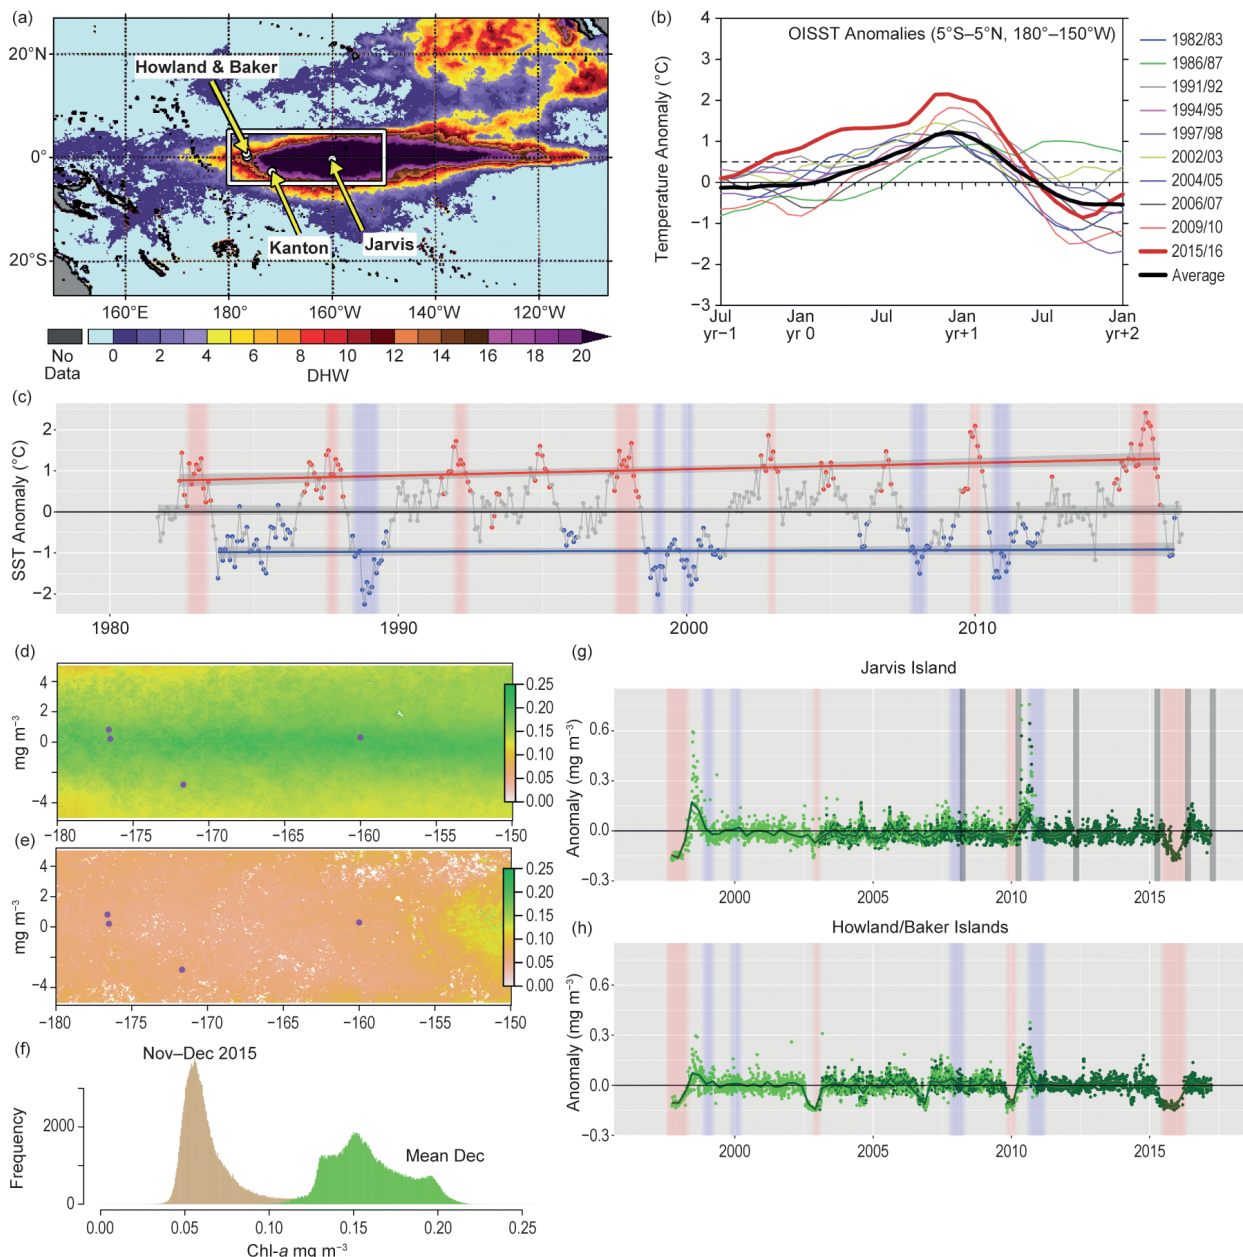 (a)
20°N
0°
20°S
Howland & Baker
Kanton
Jarvis
160°E 180° 160°W 140°W 120°W
No Data
0 2 4 6 8 10 12 14 16 18 20
DHW
(b)
OISST Anomalies (5°S–5°N, 180°–150°W)
Temperature Anomaly (°C)
4
3
2
1
0
−1
−2
−3
Jul yr−1
Jan yr 0
Jul
Jan yr+1
Jul
Jan yr+2
1982/83
1986/87
1991/92
1994/95
1997/98
2002/03
2004/05
2006/07
2009/10
2015/16
Average
(c)
SST Anomaly (°C)
2
1
0
−1
−2
1980 1990 2000 2010
(d)
mg m−3
4
2
0
−4
−180 −175 −170 −165 −160 −155 −150
0.25
0.20
0.15
0.10
0.05
0.00
(e)
mg m−3
4
2
0
−4
−180 −175 −170 −165 −160 −155 −150
0.25
0.20
0.15
0.10
0.05
0.00
(f)
Nov–Dec 2015
Mean Dec
Frequency
2000
0
0.00 0.05 0.10 0.15 0.20 0.25
Chl-a mg m−3
(g)
Jarvis Island
Anomaly (mg m−3)
0.6
0.3
0.0
−0.3
2000 2005 2010 2015
(h)
Howland/Baker Islands
Anomaly (mg m−3)
0.6
0.3
0.0
−0.3
2000 2005 2010 2015